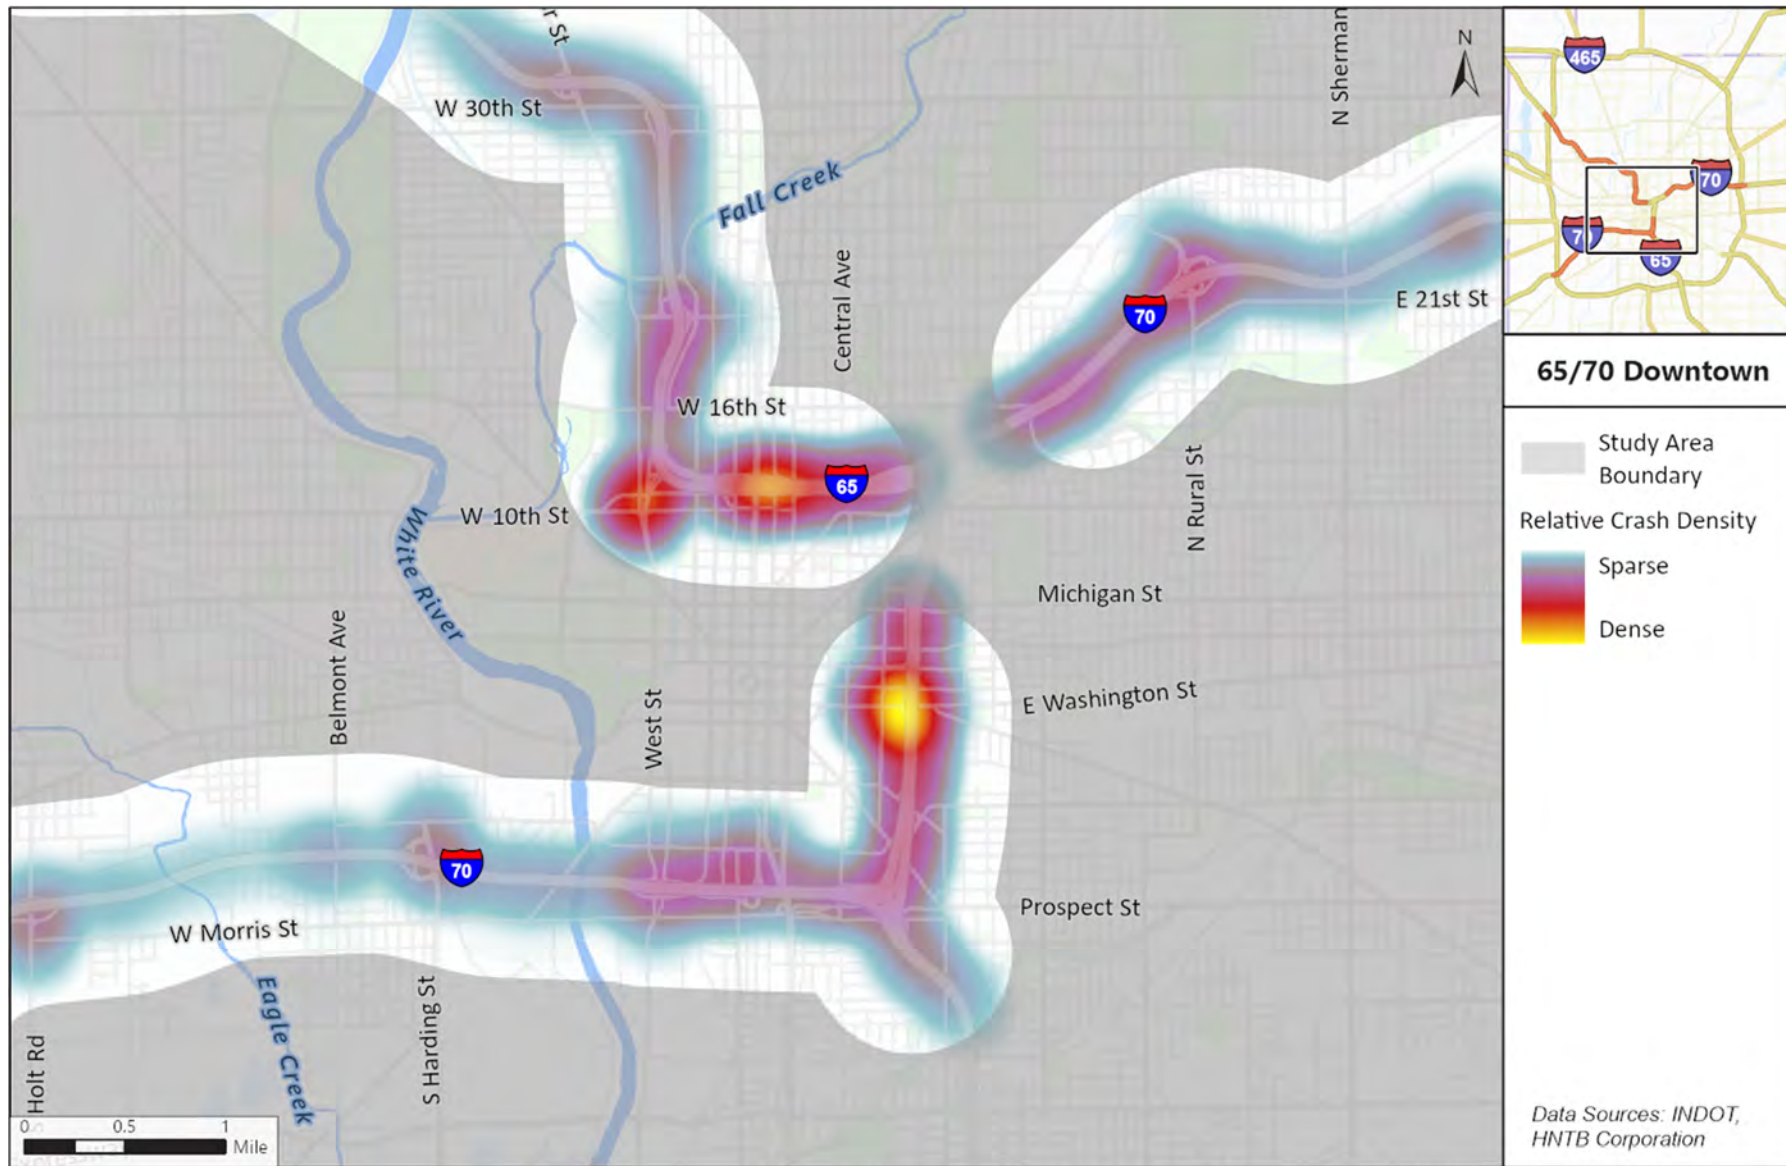 r St
W 30th St
Fall Creek
N Sherman
N
Central Ave
70
E 21st St
W 16th St
65
W 10th St
White River
N Rural St
Michigan St
Belmont Ave
West St
E Washington St
70
W Morris St
Prospect St
Eagle Creek
S Harding St
Holt Rd
0 0.5 1
Mile
465
70
70
65
65/70 Downtown
Study Area
Boundary
Relative Crash Density
Sparse
Dense
Data Sources: INDOT,
HNTB Corporation